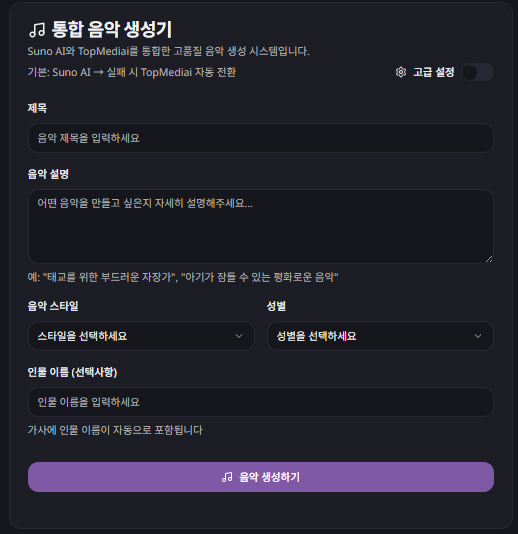 통합 음악 생성기
Suno AI와 TopMediai를 통합한 고품질 음악 생성 시스템입니다.
기본: Suno AI → 실패 시 TopMediai 자동 전환
고급 설정
제목
음악 제목을 입력하세요
음악 설명
어떤 음악을 만들고 싶은지 자세히 설명해주세요...
예: "태교를 위한 부드러운 자장가", "아기가 잠들 수 있는 평화로운 음악"
음악 스타일
성별
스타일을 선택하세요
성별을 선택하세요
인물 이름 (선택사항)
인물 이름을 입력하세요
가사에 인물 이름이 자동으로 포함됩니다
음악 생성하기